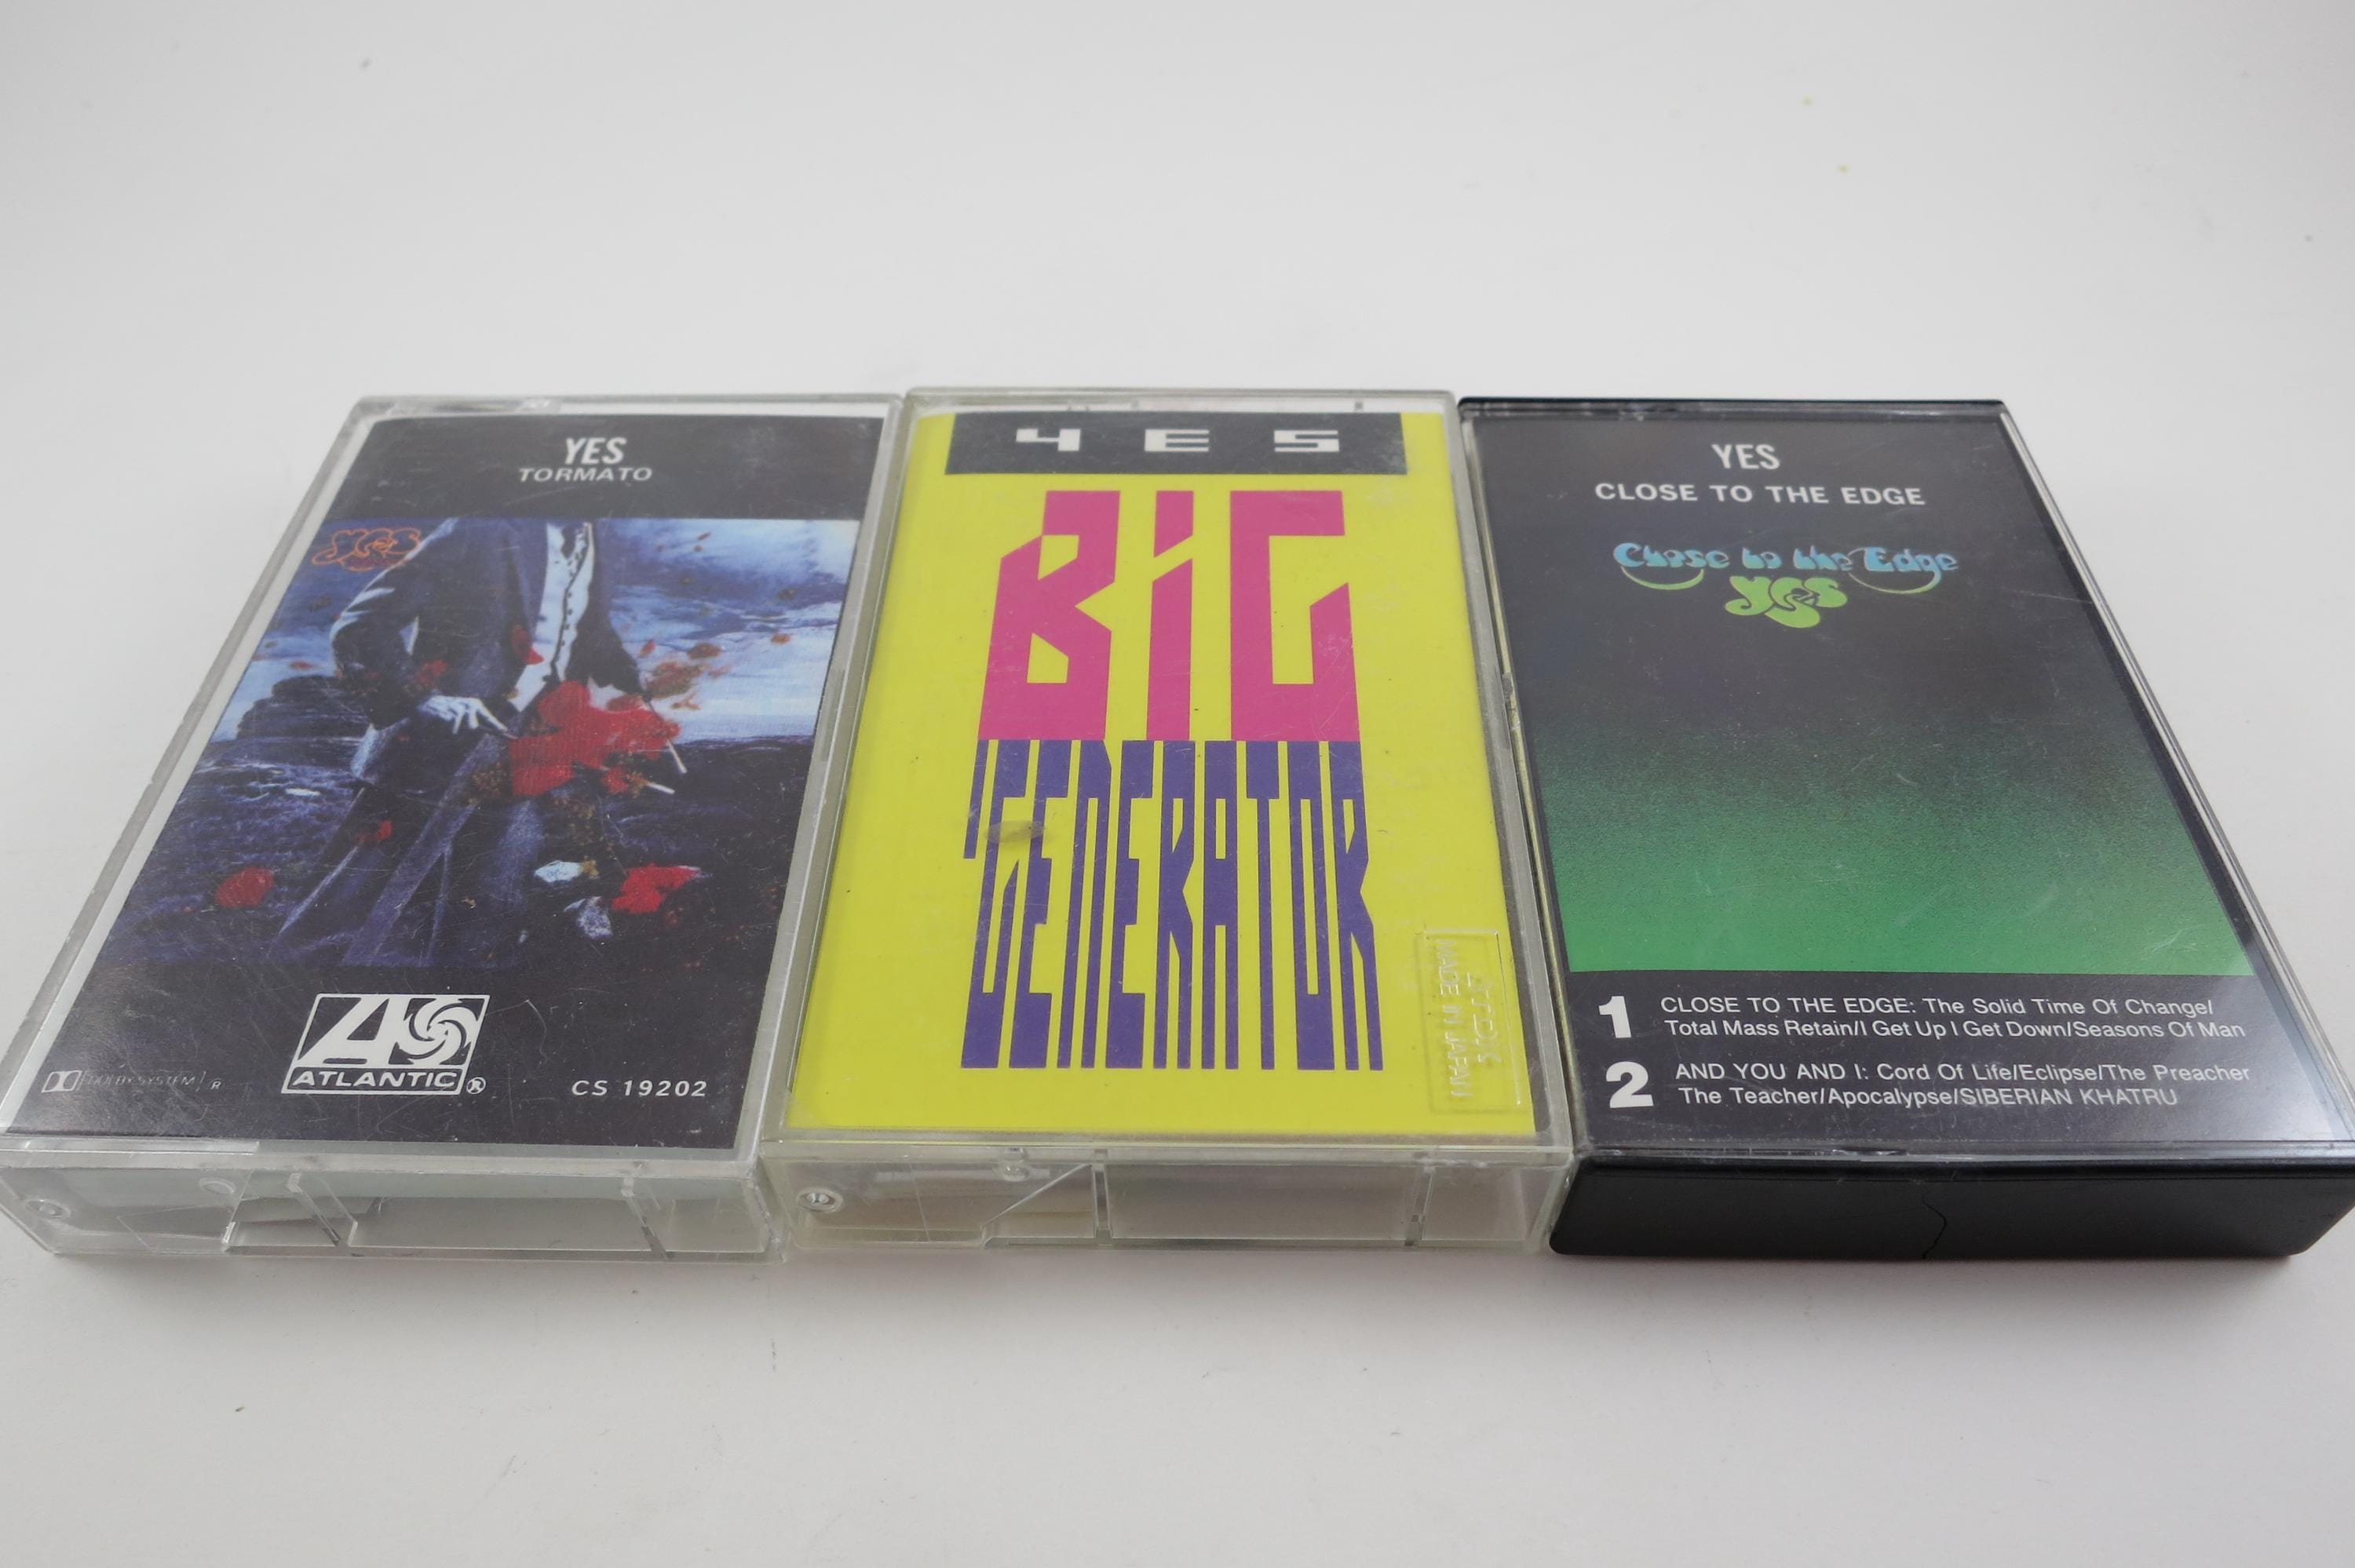 YES
TORMATO
yes
DOLBY SYSTEM R
ATLANTIC®
CS 19202
YES
BIG
GENERATOR
MADE IN JAPAN
YES
CLOSE TO THE EDGE
Close to the Edge
yes
1 CLOSE TO THE EDGE: The Solid Time Of Change/
Total Mass Retain/I Get Up I Get Down/Seasons Of Man
2 AND YOU AND I: Cord Of Life/Eclipse/The Preacher
The Teacher/Apocalypse/SIBERIAN KHATRU